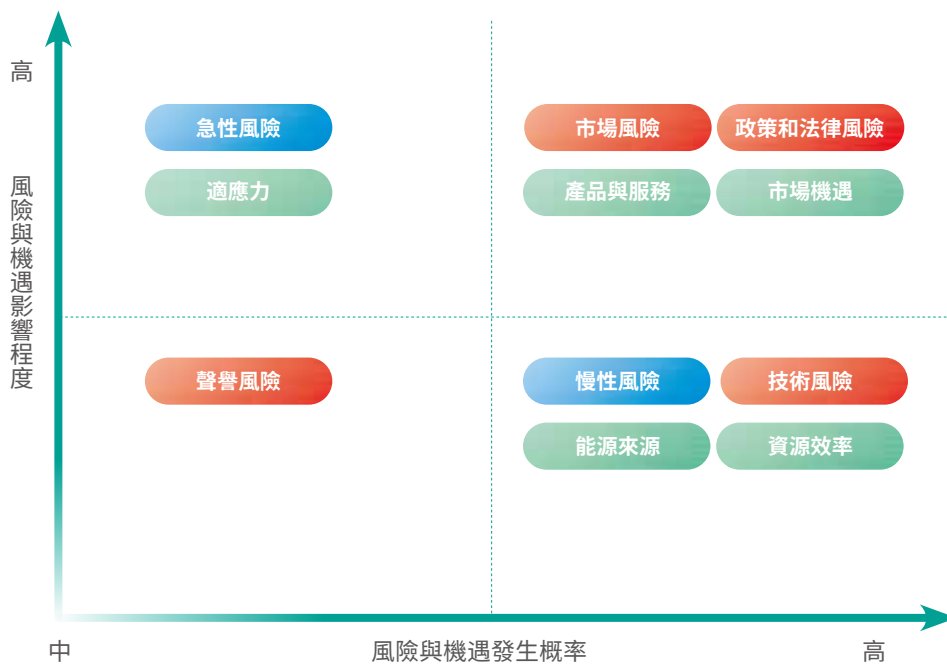 高
風險與機遇影響程度
急性風險
適應力
市場風險
政策和法律風險
產品與服務
市場機遇
聲譽風險
慢性風險
技術風險
能源來源
資源效率
中
風險與機遇發生概率
高